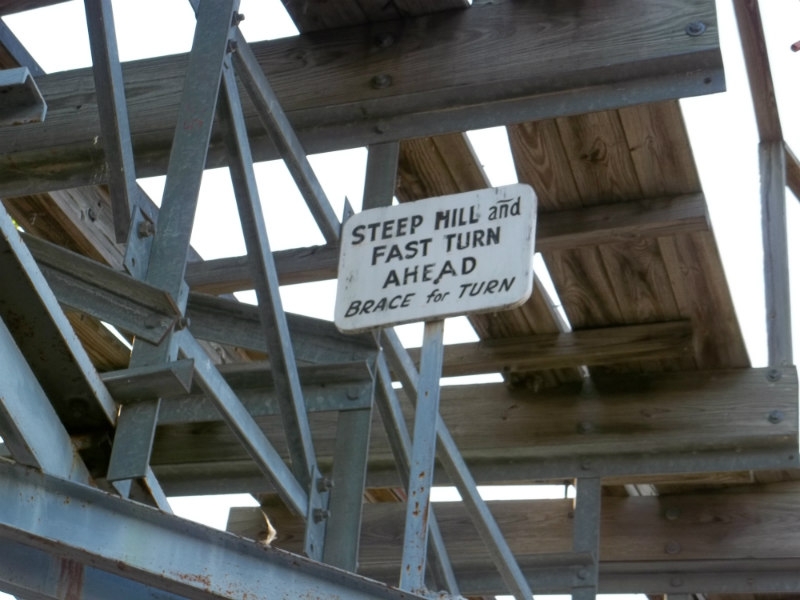 STEEP HILL and
FAST TURN
AHEAD
BRACE for TURN